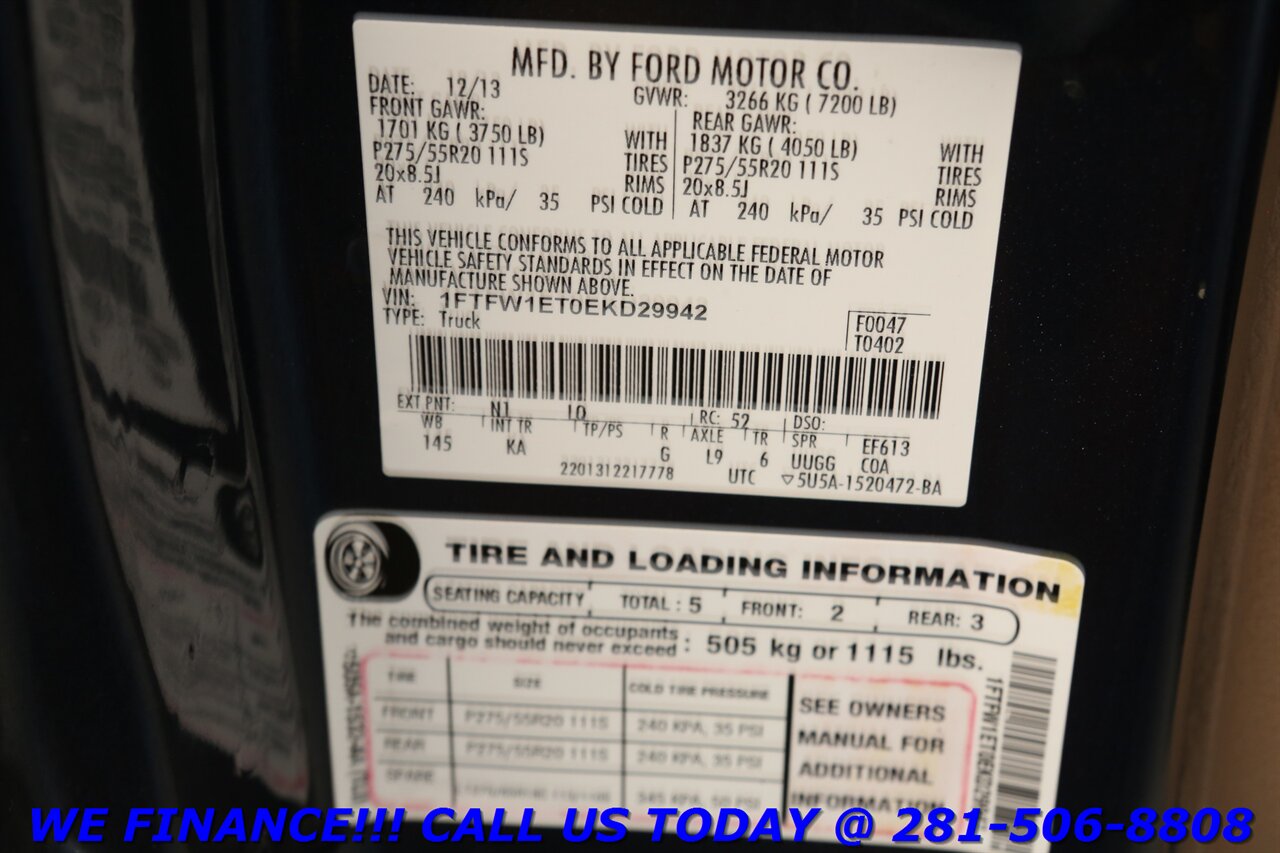 MFD. BY FORD MOTOR CO.
DATE: 12/13 GVWR: 3266 KG ( 7200 LB)
FRONT GAWR: REAR GAWR:
1701 KG ( 3750 LB) WITH 1837 KG ( 4050 LB) WITH
P275/55R20 111S TIRES P275/55R20 111S TIRES
20x8.5J RIMS 20x8.5J RIMS
AT 240 kPa/ 35 PSI COLD AT 240 kPa/ 35 PSI COLD
THIS VEHICLE CONFORMS TO ALL APPLICABLE FEDERAL MOTOR
VEHICLE SAFETY STANDARDS IN EFFECT ON THE DATE OF
MANUFACTURE SHOWN ABOVE.
VIN: 1FTFW1ET0EKD29942
TYPE: Truck
F0047
T0402
EXT PNT: N1 LQ RC: 52 DSO:
WB INT TR TP/PS R AXLE TR SPR EF613
145 KA G L9 6 UUGG COA
2201312217778 UTC ▽5U5A-1520472-BA
TIRE AND LOADING INFORMATION
SEATING CAPACITY TOTAL : 5 FRONT: 2 REAR: 3
The combined weight of occupants
and cargo should never exceed : 505 kg or 1115 lbs.
TIRE SIZE COLD TIRE PRESSURE
FRONT P275/55R20 111S 240 KPA, 35 PSI
REAR P275/55R20 111S 240 KPA, 35 PSI
SPARE
SEE OWNERS
MANUAL FOR
ADDITIONAL
INFORMATION
WE FINANCE!!! CALL US TODAY @ 281-506-8808